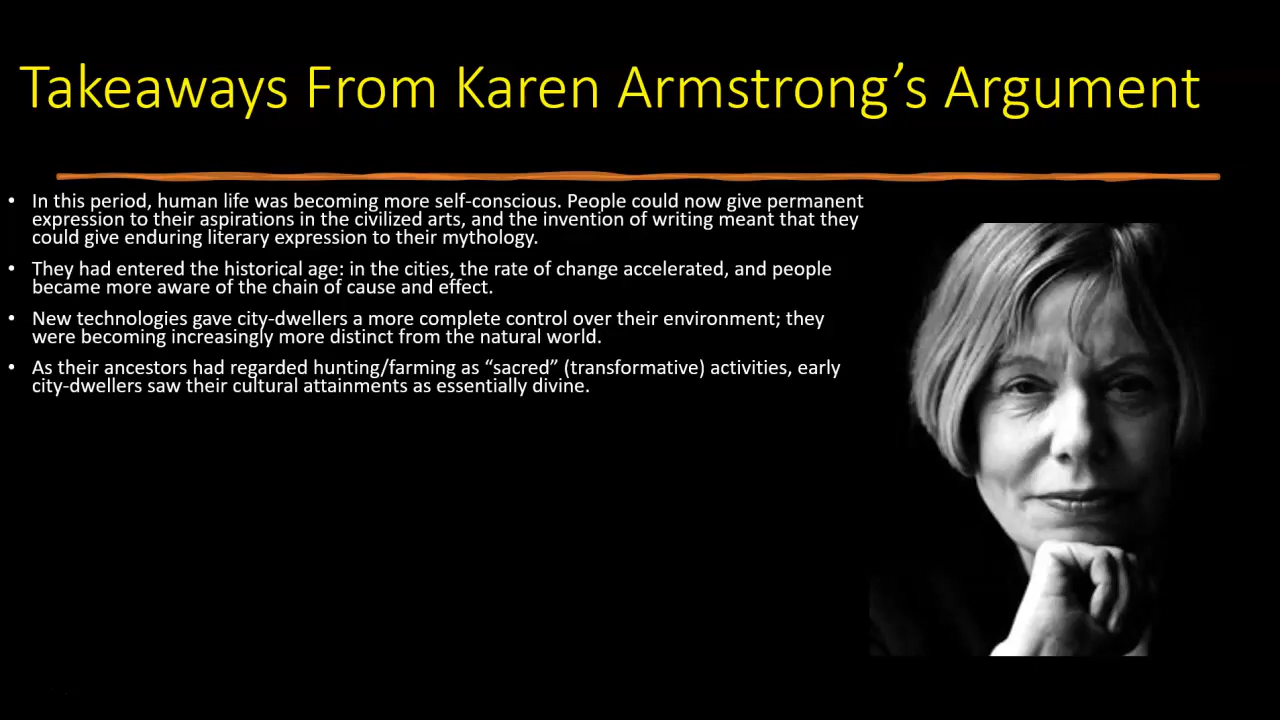 Takeaways From Karen Armstrong’s Argument
• In this period, human life was becoming more self-conscious. People could now give permanent
expression to their aspirations in the civilized arts, and the invention of writing meant that they
could give enduring literary expression to their mythology.
• They had entered the historical age: in the cities, the rate of change accelerated, and people
became more aware of the chain of cause and effect.
• New technologies gave city-dwellers a more complete control over their environment; they
were becoming increasingly more distinct from the natural world.
• As their ancestors had regarded hunting/farming as “sacred” (transformative) activities, early
city-dwellers saw their cultural attainments as essentially divine.